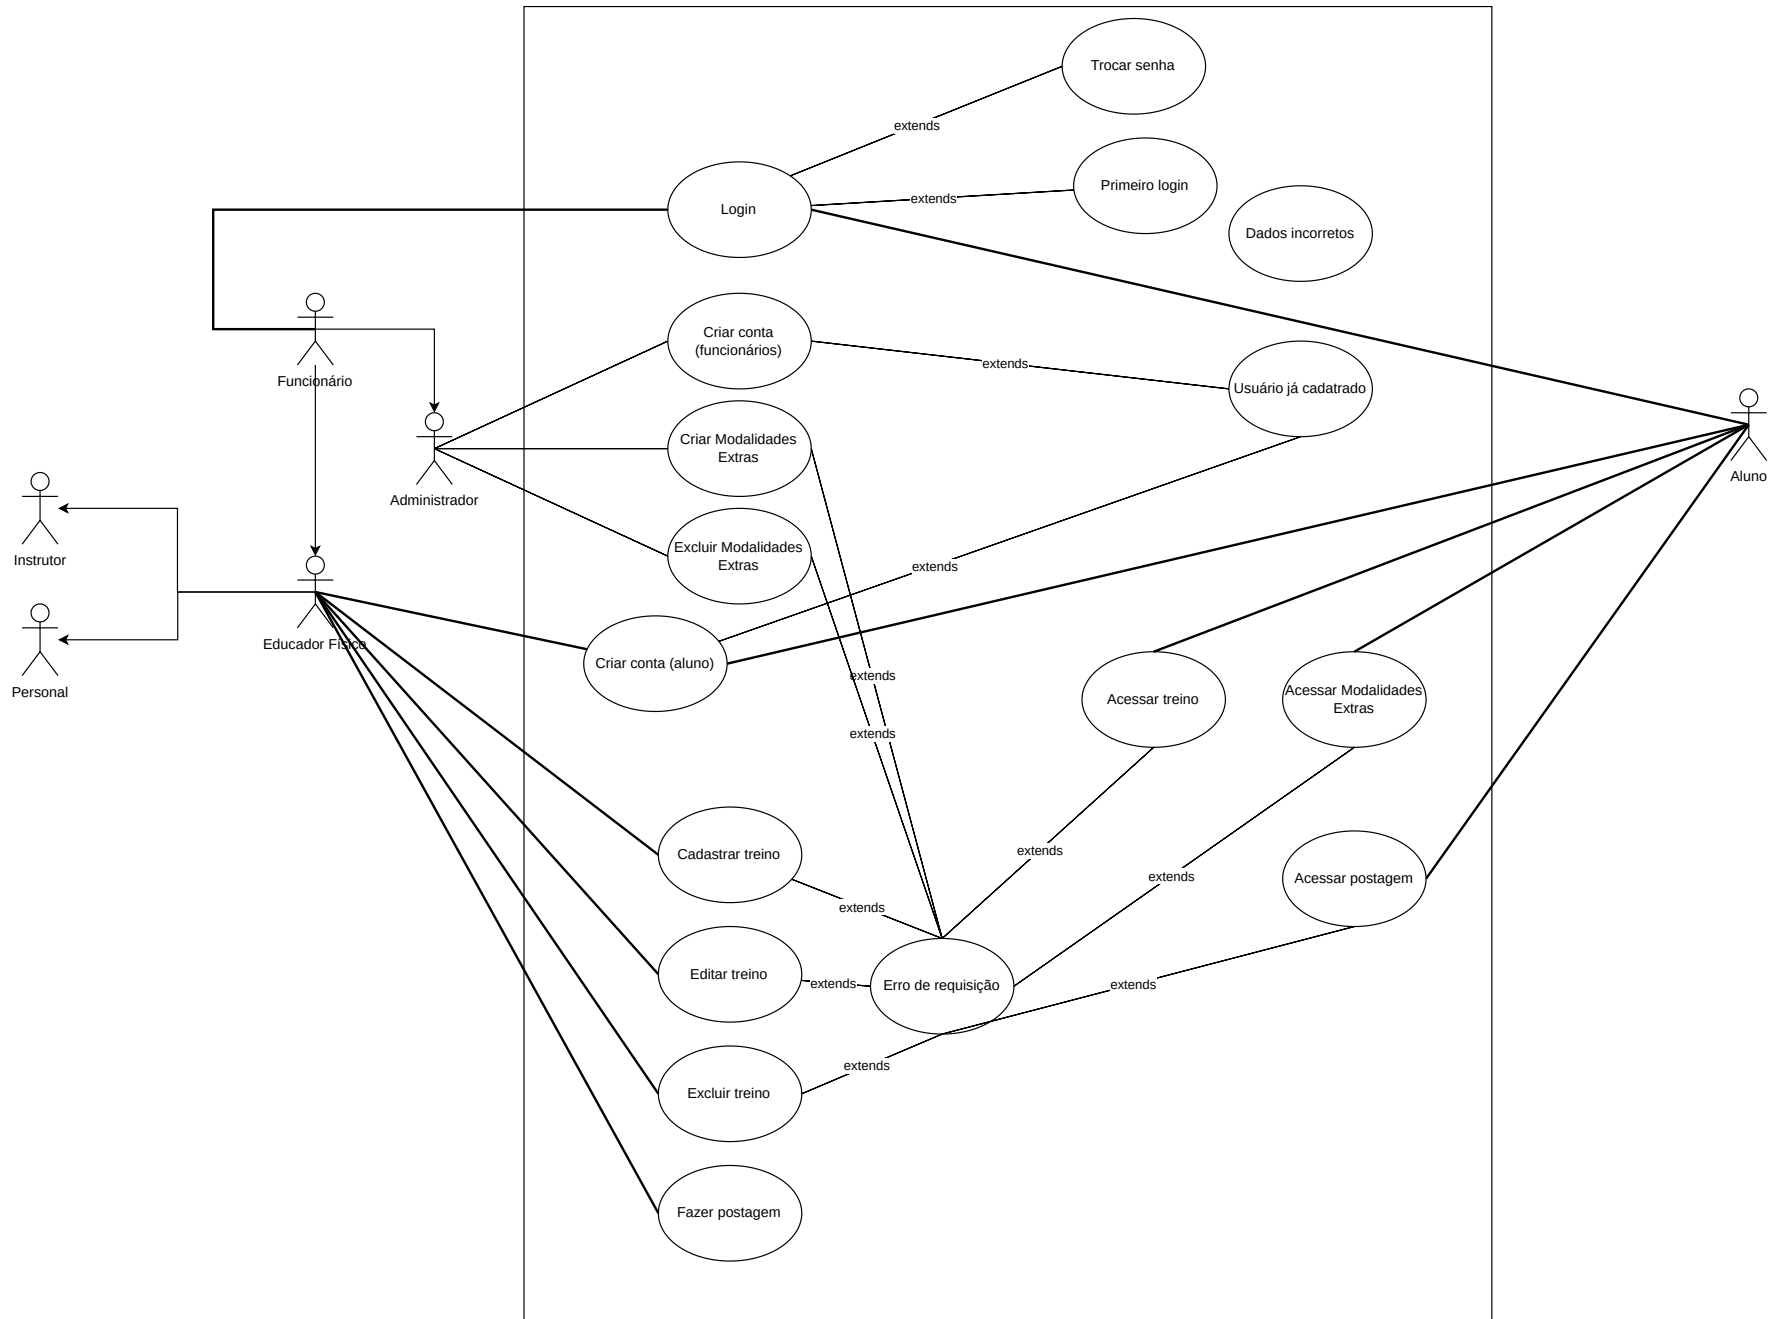 Trocar senha
extends
Primeiro login
extends
Login
Dados incorretos
Funcionário
Criar conta
(funcionários)
extends
Usuário já cadatrado
Aluno
Administrador
Criar Modalidades
Extras
Instrutor
Excluir Modalidades
Extras
extends
Educador Físico
Personal
Criar conta (aluno)
extends
extends
Acessar treino
Acessar Modalidades
Extras
Cadastrar treino
extends
extends
extends
Acessar postagem
Editar treino
extends
Erro de requisição
extends
extends
Excluir treino
Fazer postagem